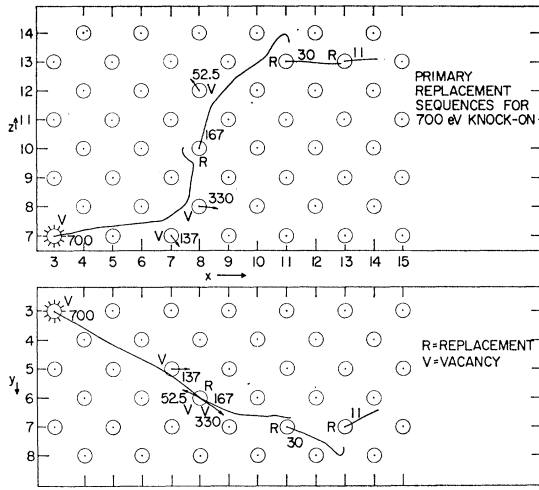 14
13
12
11
10
9
8
7
z
3 4 5 6 7 8 9 10 11 12 13 14 15
x
R 30 R 11
52.5
V
167
R
330
V
V
700
V 137
PRIMARY
REPLACEMENT
SEQUENCES FOR
700 eV KNOCK-ON
3
4
5
6
7
8
y
V
700
V
137
R
52.5 167
V V
330
R
30
R 11
R=REPLACEMENT
V=VACANCY